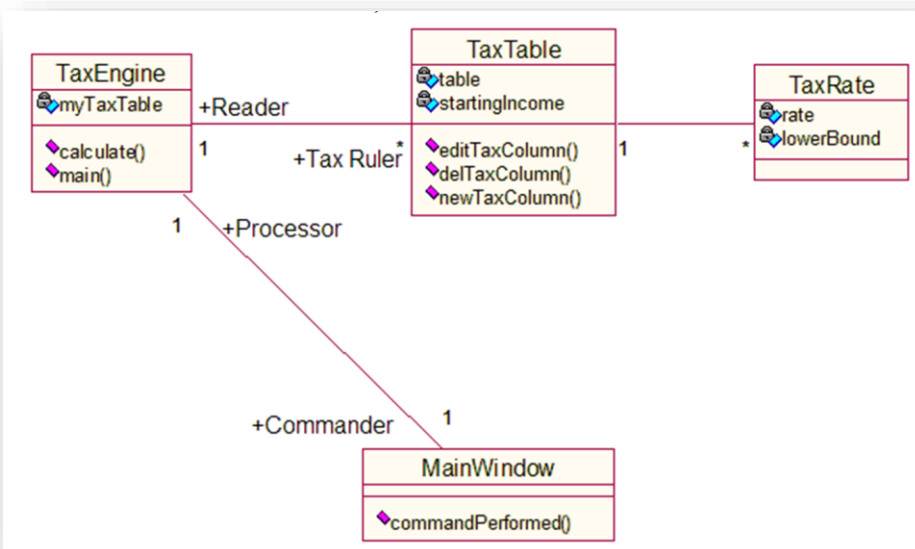 TaxEngine
myTaxTable
calculate()
main()
+Reader
1
+Tax Ruler
*
TaxTable
table
startingIncome
editTaxColumn()
delTaxColumn()
newTaxColumn()
1
*
TaxRate
rate
lowerBound
1
+Processor
+Commander
1
MainWindow
commandPerformed()